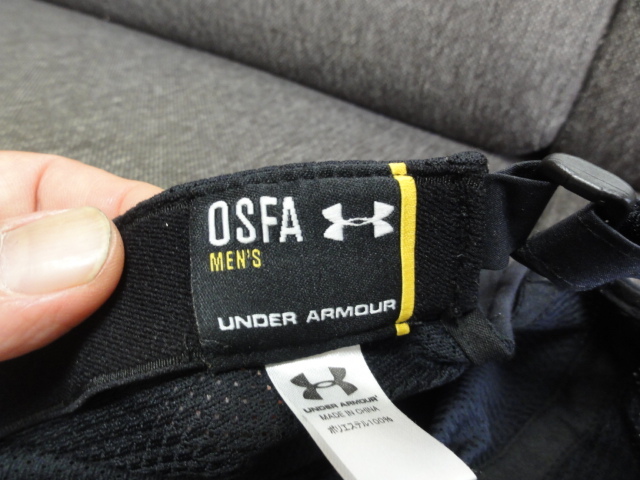 OSFA
MEN'S
UNDER ARMOUR
UNDER ARMOUR
MADE IN CHINA
ポリエステル100%